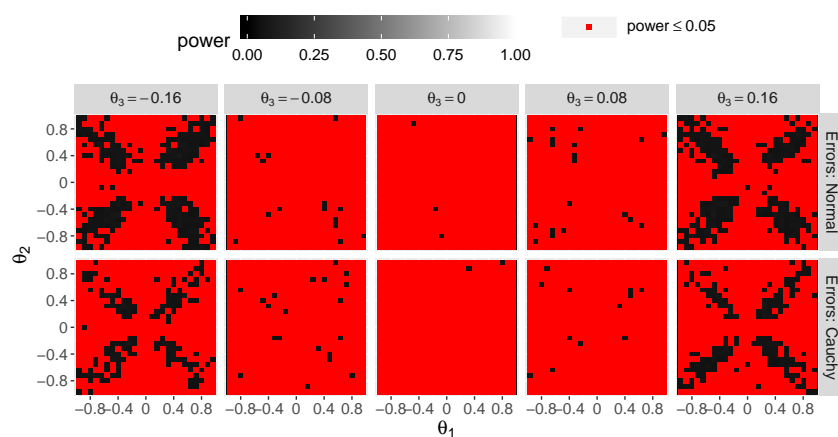 power
0.00 0.25 0.50 0.75 1.00
power ≤ 0.05
θ3 = −0.16 θ3 = −0.08 θ3 = 0 θ3 = 0.08 θ3 = 0.16
0.8
0.4
0
−0.4
−0.8
Errors: Normal
θ2
0.8
0.4
0
−0.4
−0.8
Errors: Cauchy
−0.8 −0.4 0 0.4 0.8 −0.8 −0.4 0 0.4 0.8 −0.8 −0.4 0 0.4 0.8 −0.8 −0.4 0 0.4 0.8 −0.8 −0.4 0 0.4 0.8
θ1